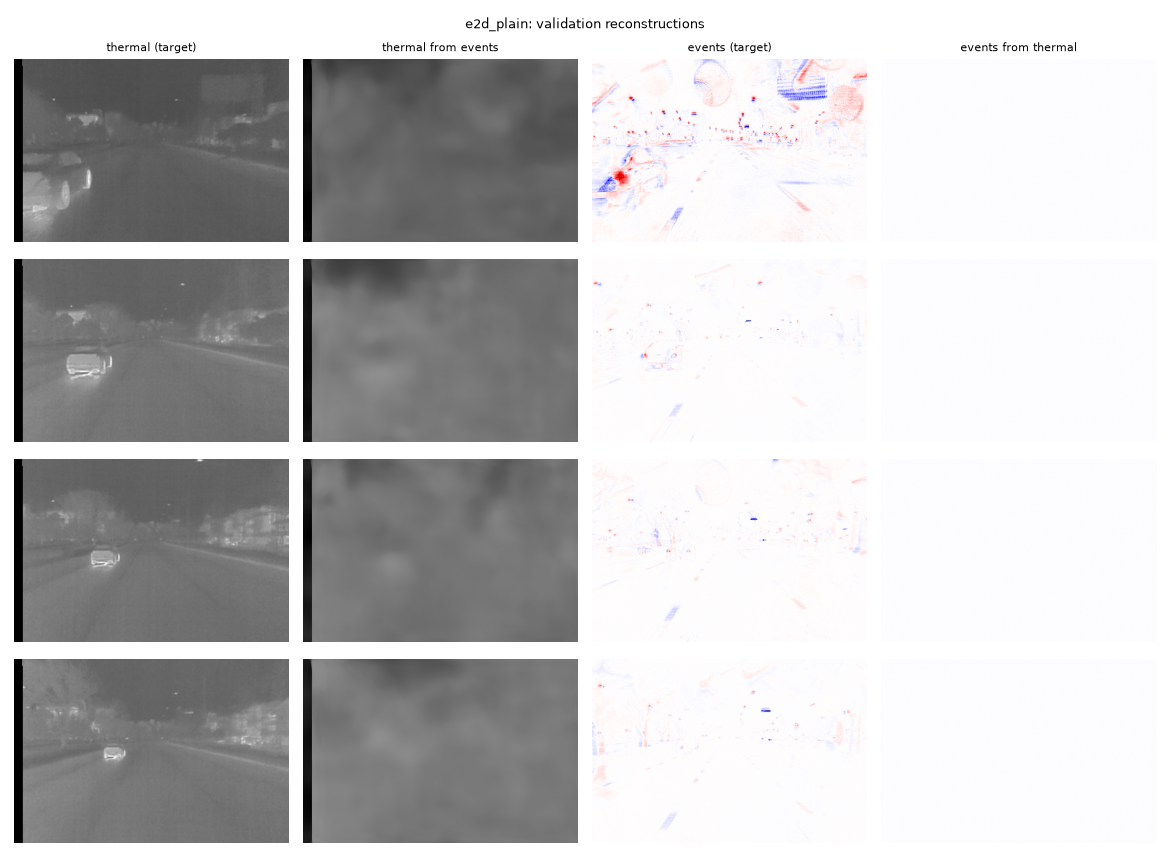 e2d_plain: validation reconstructions
thermal (target)
thermal from events
events (target)
events from thermal